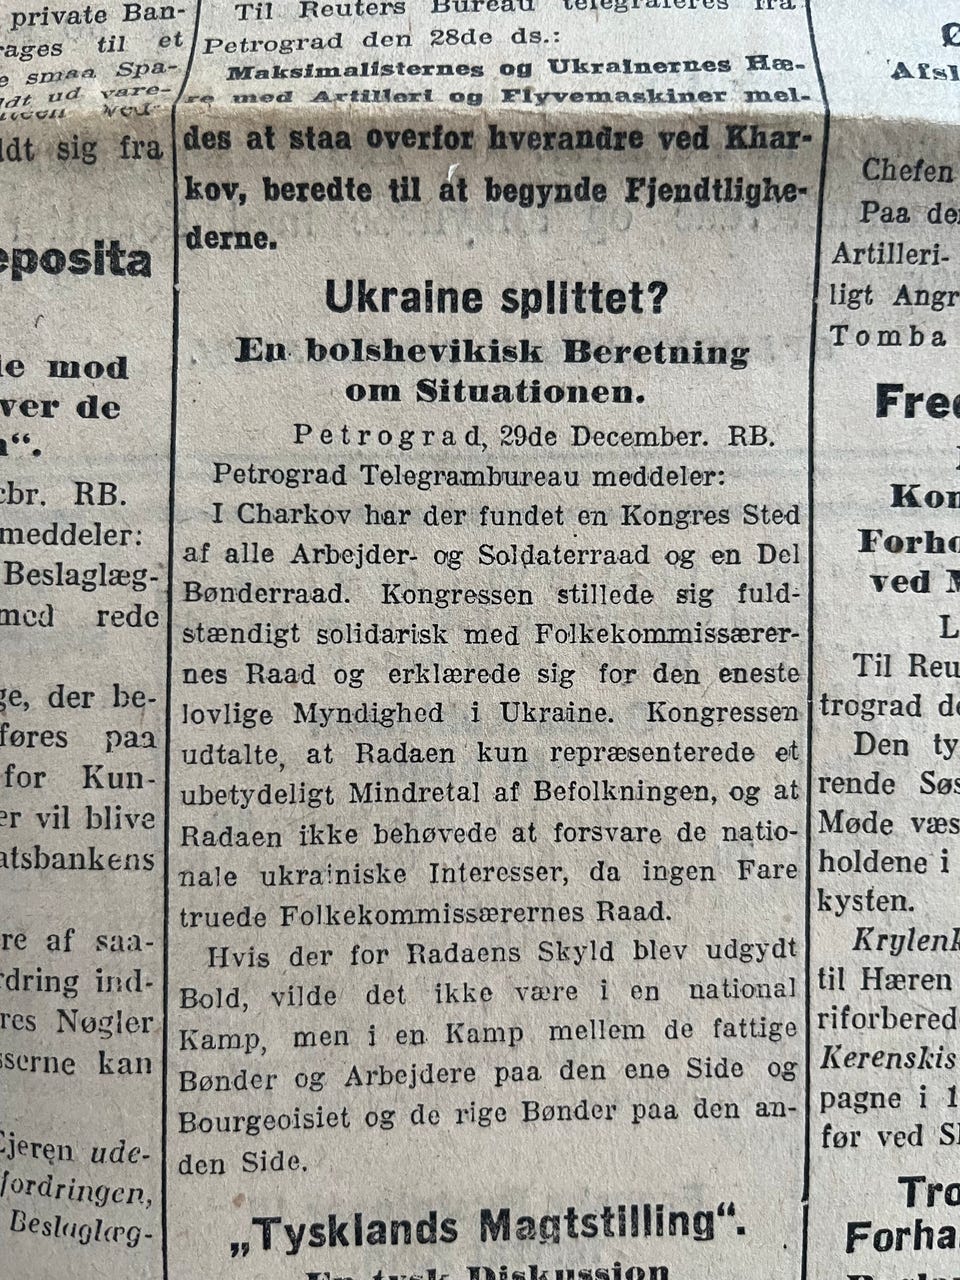 private Ban-
rages til et
smaa Spa-
ud vare-
ldt sig fra
eposita
le mod
ver de
n“.
cbr. RB.
meddeler:
Beslaglæg-
med rede
ge, der be-
føres paa
for Kun-
er vil blive
atsbankens
re af saa-
rdring ind-
res Nøgler
sserne kan
Ejeren ude-
fordringen,
Beslaglæg-
Til Reuters Bureau telegraferes fra
Petrograd den 28de ds.:
Maksimalisternes og Ukrainernes Hæ-
re med Artilleri og Flyvemaskiner mel-
des at staa overfor hverandre ved Khar-
kov, beredte til at begynde Fjendtlighe-
derne.
Ukraine splittet?
En bolshevikisk Beretning
om Situationen.
Petrograd, 29de December. RB.
Petrograd Telegrambureau meddeler:
I Charkov har der fundet en Kongres Sted
af alle Arbejder- og Soldaterraad og en Del
Bønderraad. Kongressen stillede sig fuld-
stændigt solidarisk med Folkekommissærer-
nes Raad og erklærede sig for den eneste
lovlige Myndighed i Ukraine. Kongressen
udtalte, at Radaen kun repræsenterede et
ubetydeligt Mindretal af Befolkningen, og at
Radaen ikke behøvede at forsvare de natio-
nale ukrainiske Interesser, da ingen Fare
truede Folkekommissærernes Raad.
Hvis der for Radaens Skyld blev udgydt
Bold, vilde det ikke være i en national
Kamp, men i en Kamp mellem de fattige
Bønder og Arbejdere paa den ene Side og
Bourgeoisiet og de rige Bønder paa den an-
den Side.
„Tysklands Magtstilling“.
En tysk Diskussion
Ø
Afsl
Chefen
Paa den
Artilleri-
ligt Angr
Tomba
Fred
Kon
Forho
ved M
L
Til Reu
trograd de
Den ty
rende Søs
Møde væs
holdene i
kysten.
Krylenk
til Hæren
riforbered
Kerenskis
pagne i 1
før ved Sl
Tro
Forha